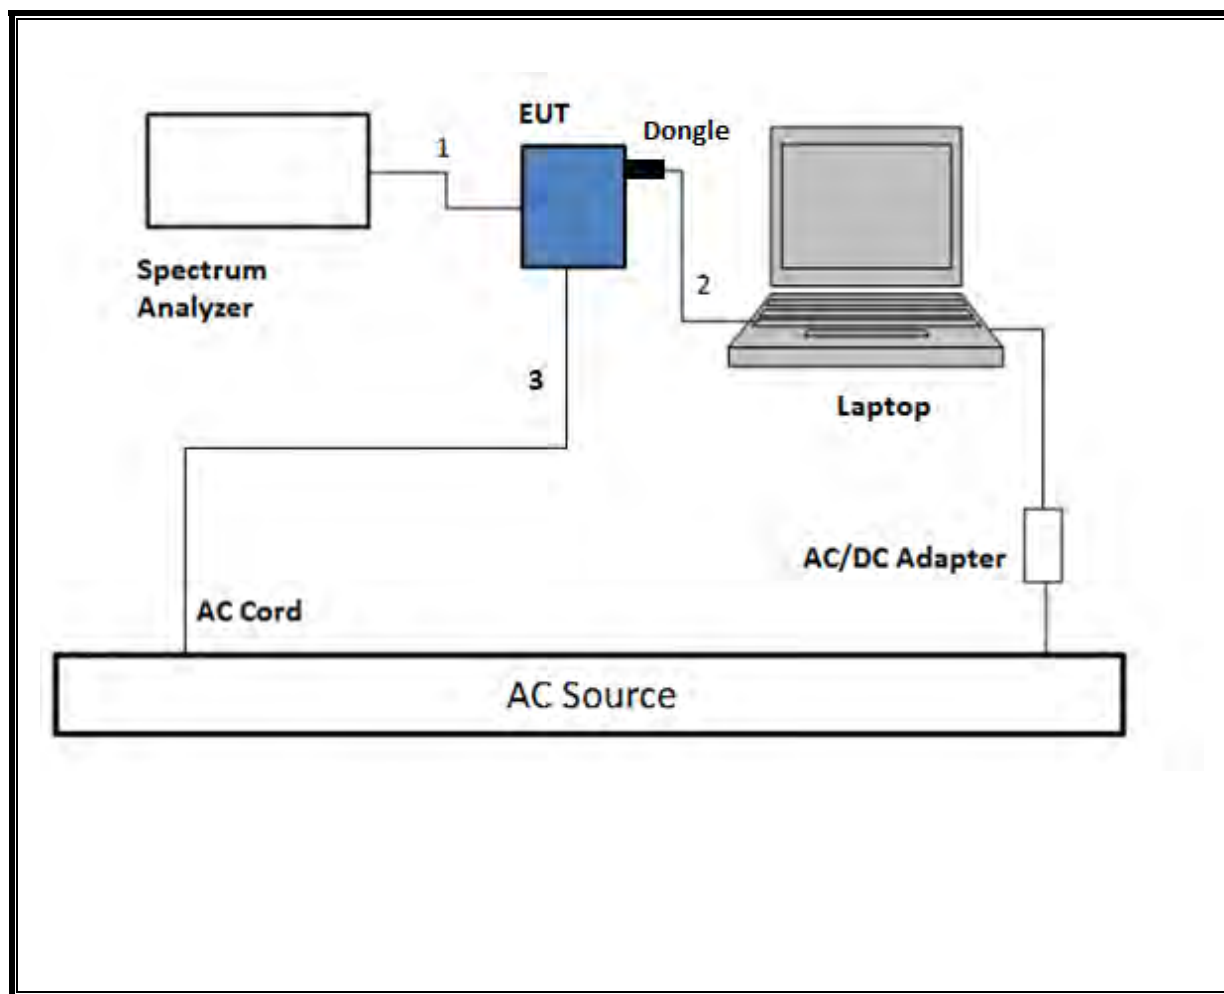 EUT
Dongle
1
Spectrum
Analyzer
2
3
Laptop
AC/DC Adapter
AC Cord
AC Source